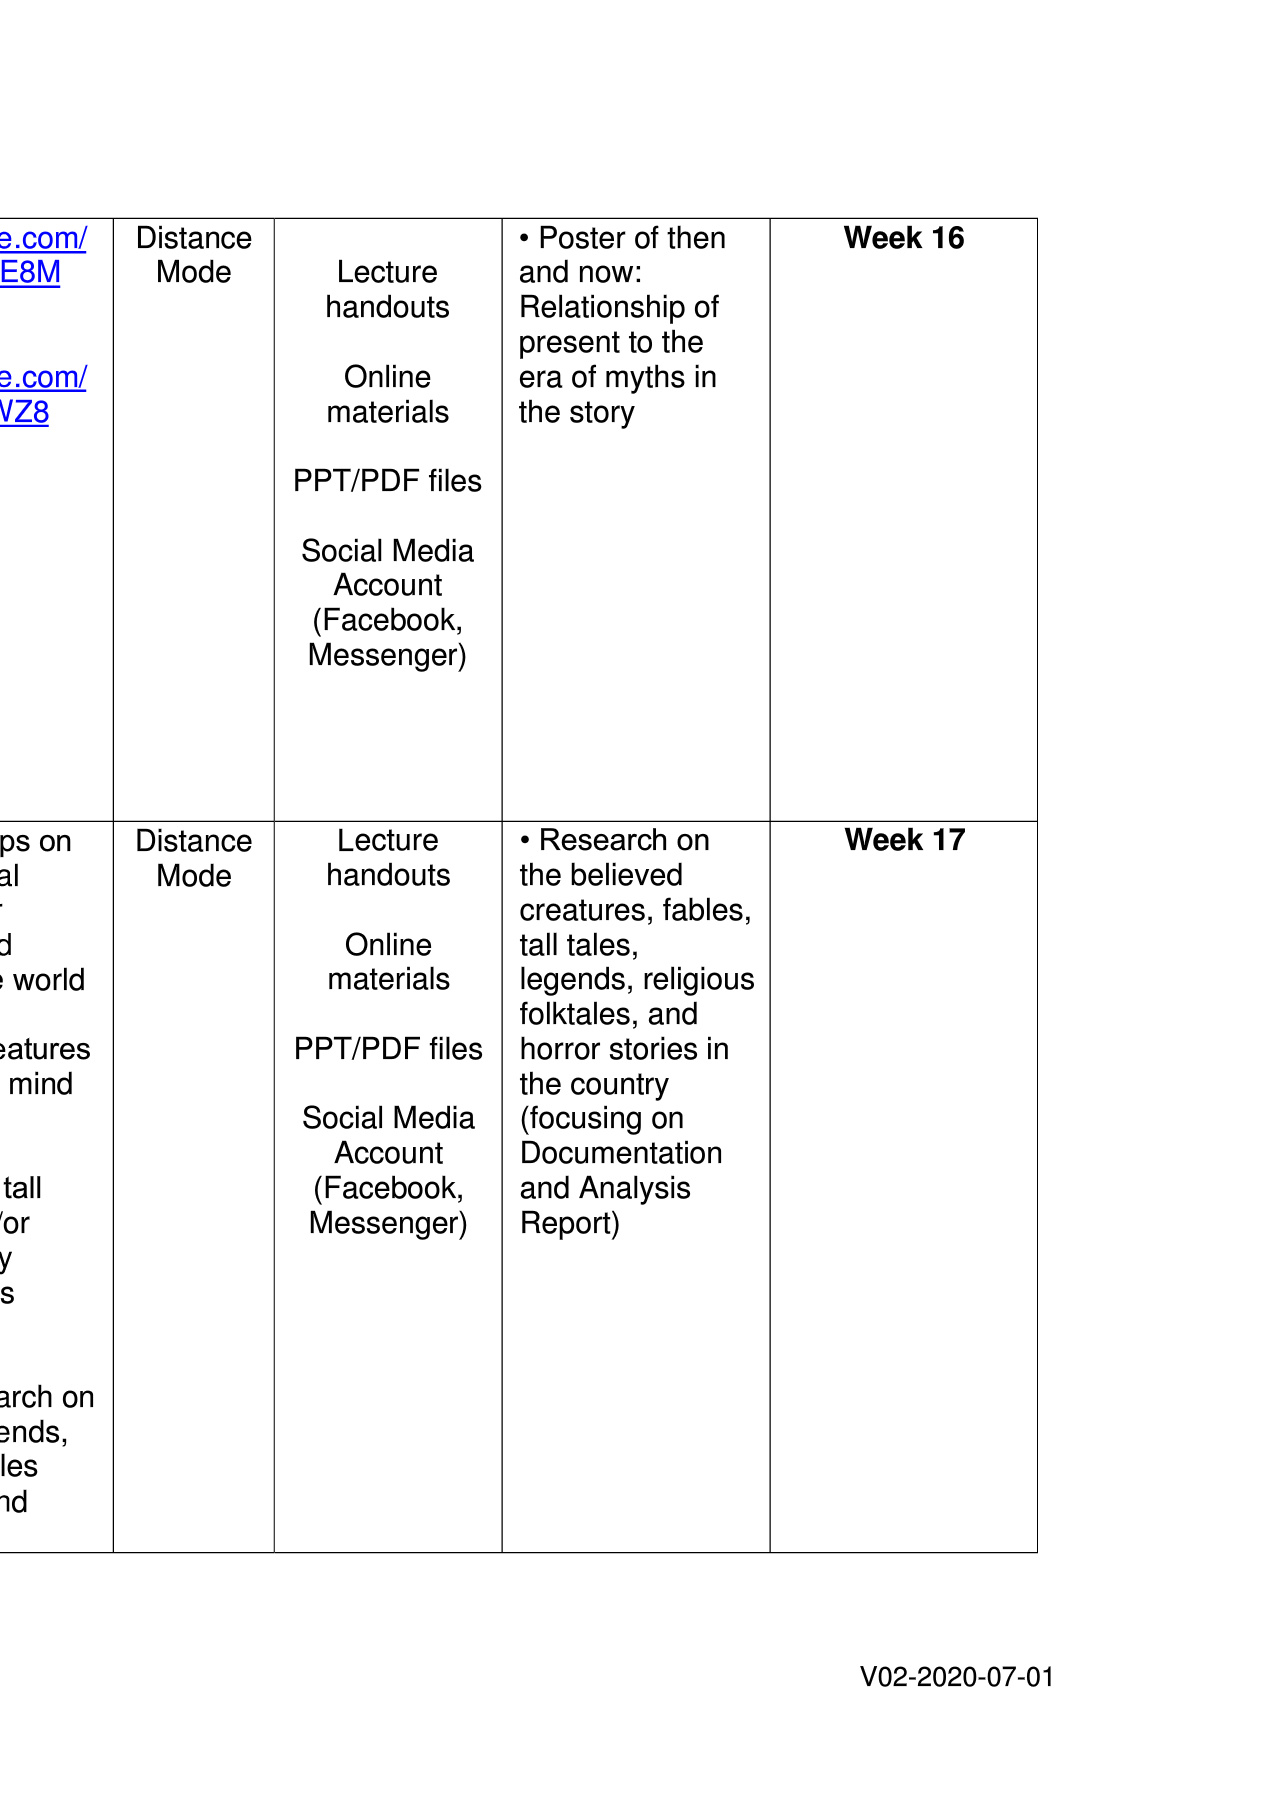 e.com/
E8M
e.com/
WZ8
Distance
Mode
Lecture
handouts
Online
materials
PPT/PDF files
Social Media
Account
(Facebook,
Messenger)
• Poster of then
and now:
Relationship of
present to the
era of myths in
the story
Week 16
ps on
al
r
d
e world
eatures
mind
tall
/or
y
s
arch on
ends,
les
nd
Distance
Mode
Lecture
handouts
Online
materials
PPT/PDF files
Social Media
Account
(Facebook,
Messenger)
• Research on
the believed
creatures, fables,
tall tales,
legends, religious
folktales, and
horror stories in
the country
(focusing on
Documentation
and Analysis
Report)
Week 17
V02-2020-07-01